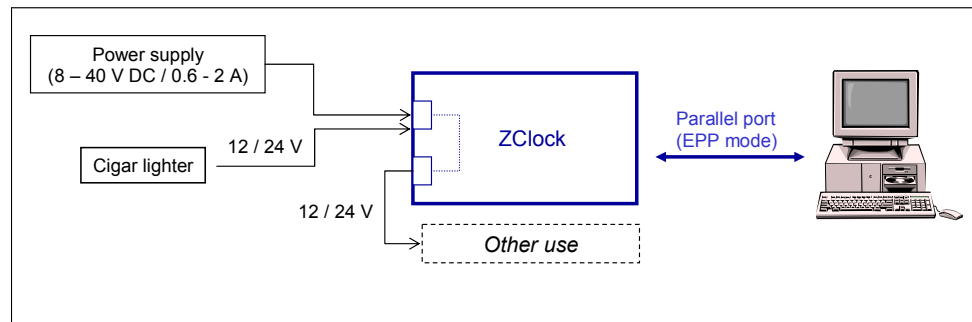 Power supply
(8 – 40 V DC / 0.6 - 2 A)
ZClock
Parallel port
(EPP mode)
12 / 24 V
Cigar lighter
12 / 24 V
Other use